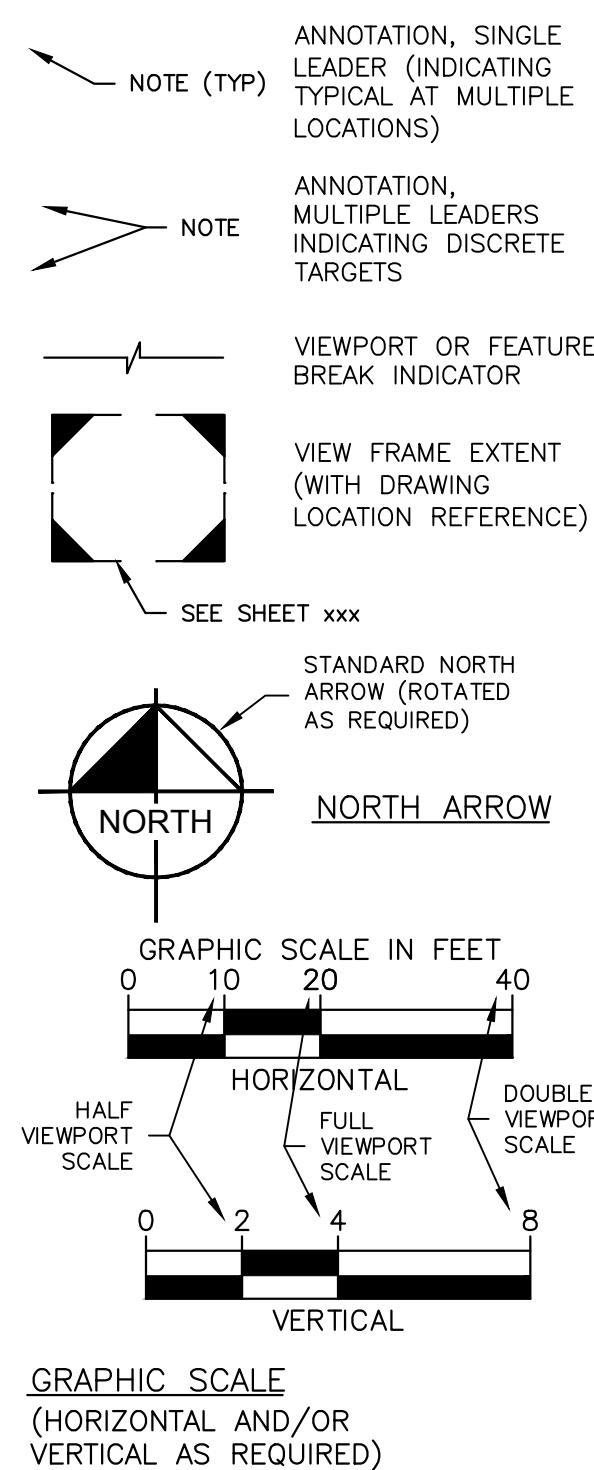 NOTE (TYP)
ANNOTATION, SINGLE
LEADER (INDICATING
TYPICAL AT MULTIPLE
LOCATIONS)
NOTE
ANNOTATION,
MULTIPLE LEADERS
INDICATING DISCRETE
TARGETS
VIEWPORT OR FEATURE
BREAK INDICATOR
VIEW FRAME EXTENT
(WITH DRAWING
LOCATION REFERENCE)
SEE SHEET xxx
STANDARD NORTH
ARROW (ROTATED
AS REQUIRED)
NORTH
NORTH ARROW
GRAPHIC SCALE IN FEET
0 10 20 40
HORIZONTAL
HALF
VIEWPORT
SCALE
FULL
VIEWPORT
SCALE
DOUBLE
SCALE
0 2 4 8
VERTICAL
GRAPHIC SCALE
(HORIZONTAL AND/OR
VERTICAL AS REQUIRED)